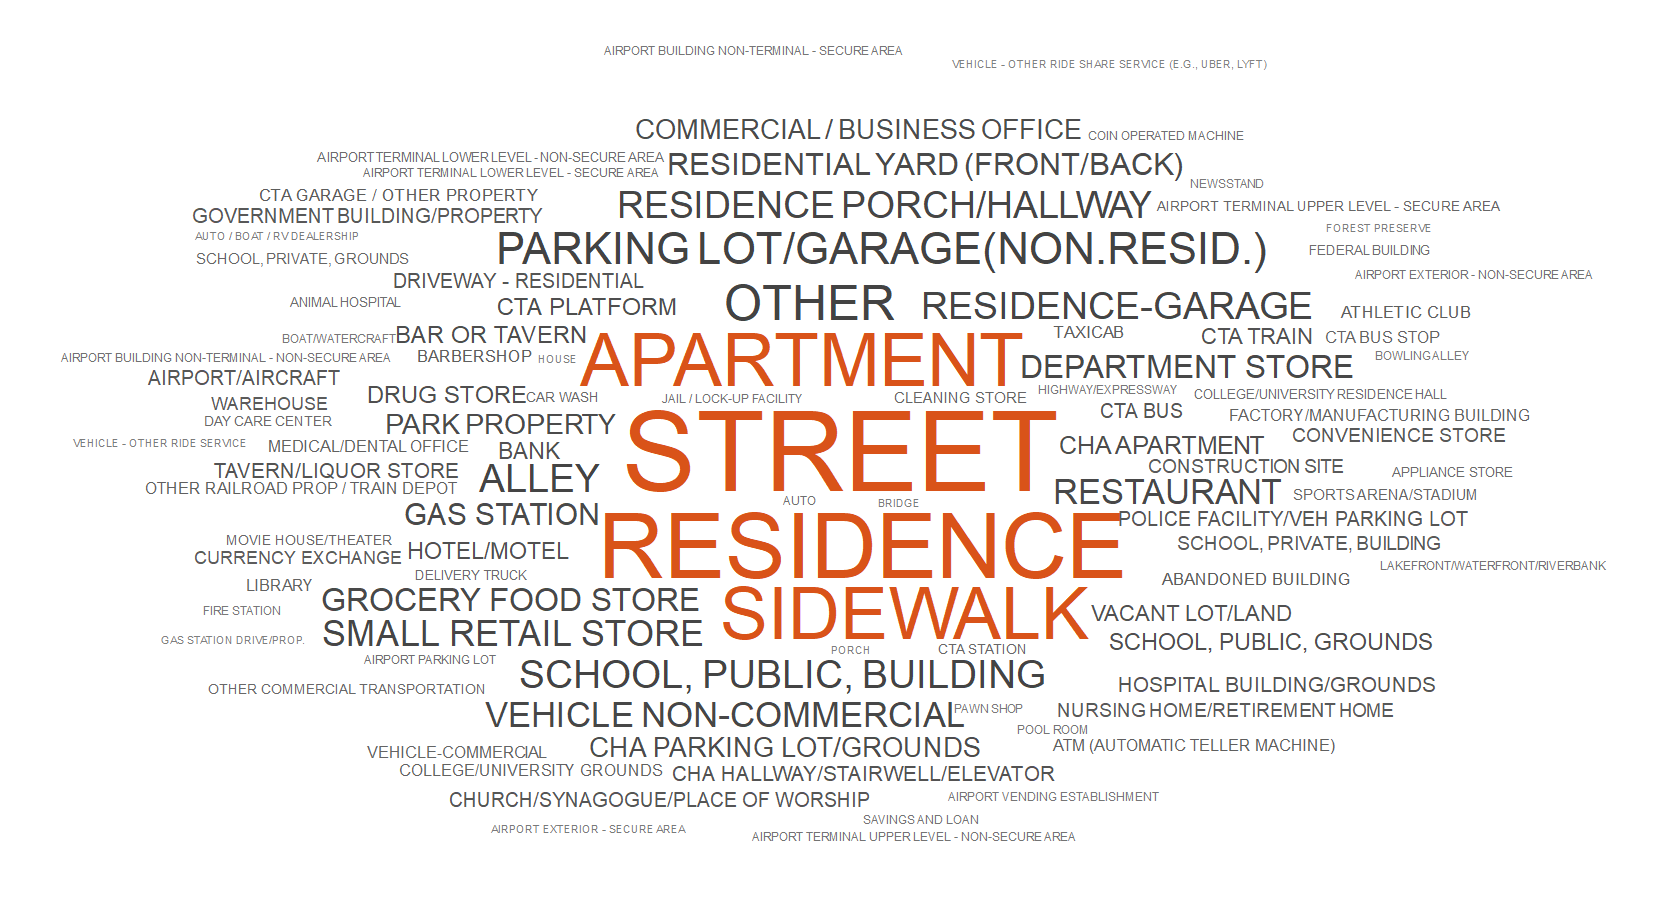 AIRPORT BUILDING NON-TERMINAL - SECURE AREA
VEHICLE - OTHER RIDE SHARE SERVICE (E.G., UBER, LYFT)
COMMERCIAL / BUSINESS OFFICE
COIN OPERATED MACHINE
AIRPORT TERMINAL LOWER LEVEL - NON-SECURE AREA
RESIDENTIAL YARD (FRONT/BACK)
AIRPORT TERMINAL LOWER LEVEL - SECURE AREA
NEWSSTAND
CTA GARAGE / OTHER PROPERTY
RESIDENCE PORCH/HALLWAY
AIRPORT TERMINAL UPPER LEVEL - SECURE AREA
GOVERNMENT BUILDING/PROPERTY
FOREST PRESERVE
AUTO / BOAT / RV DEALERSHIP
PARKING LOT/GARAGE(NON.RESID.)
FEDERAL BUILDING
SCHOOL, PRIVATE, GROUNDS
AIRPORT EXTERIOR - NON-SECURE AREA
DRIVEWAY - RESIDENTIAL
ANIMAL HOSPITAL
CTA PLATFORM
OTHER
RESIDENCE-GARAGE
ATHLETIC CLUB
BOAT/WATERCRAFT
BAR OR TAVERN
TAXICAB
CTA TRAIN
CTA BUS STOP
AIRPORT BUILDING NON-TERMINAL - NON-SECURE AREA
BARBERSHOP
HOUSE
APARTMENT
BOWLING ALLEY
DEPARTMENT STORE
AIRPORT/AIRCRAFT
DRUG STORE
CAR WASH
JAIL / LOCK-UP FACILITY
CLEANING STORE
HIGHWAY/EXPRESSWAY
COLLEGE/UNIVERSITY RESIDENCE HALL
WAREHOUSE
CTA BUS
FACTORY/MANUFACTURING BUILDING
DAY CARE CENTER
PARK PROPERTY
CONVENIENCE STORE
VEHICLE - OTHER RIDE SERVICE
MEDICAL/DENTAL OFFICE
BANK
STREET
CHA APARTMENT
TAVERN/LIQUOR STORE
CONSTRUCTION SITE
APPLIANCE STORE
OTHER RAILROAD PROP / TRAIN DEPOT
ALLEY
RESTAURANT
SPORTS ARENA/STADIUM
AUTO
BRIDGE
GAS STATION
POLICE FACILITY/VEH PARKING LOT
MOVIE HOUSE/THEATER
RESIDENCE
SCHOOL, PRIVATE, BUILDING
CURRENCY EXCHANGE
HOTEL/MOTEL
LAKEFRONT/WATERFRONT/RIVERBANK
DELIVERY TRUCK
ABANDONED BUILDING
LIBRARY
GROCERY FOOD STORE
SIDEWALK
VACANT LOT/LAND
FIRE STATION
GAS STATION DRIVE/PROP.
SMALL RETAIL STORE
SCHOOL, PUBLIC, GROUNDS
PORCH
CTA STATION
AIRPORT PARKING LOT
SCHOOL, PUBLIC, BUILDING
HOSPITAL BUILDING/GROUNDS
OTHER COMMERCIAL TRANSPORTATION
VEHICLE NON-COMMERCIAL
PAWN SHOP
NURSING HOME/RETIREMENT HOME
POOL ROOM
VEHICLE-COMMERCIAL
CHA PARKING LOT/GROUNDS
ATM (AUTOMATIC TELLER MACHINE)
COLLEGE/UNIVERSITY GROUNDS
CHA HALLWAY/STAIRWELL/ELEVATOR
CHURCH/SYNAGOGUE/PLACE OF WORSHIP
AIRPORT VENDING ESTABLISHMENT
SAVINGS AND LOAN
AIRPORT EXTERIOR - SECURE AREA
AIRPORT TERMINAL UPPER LEVEL - NON-SECURE AREA